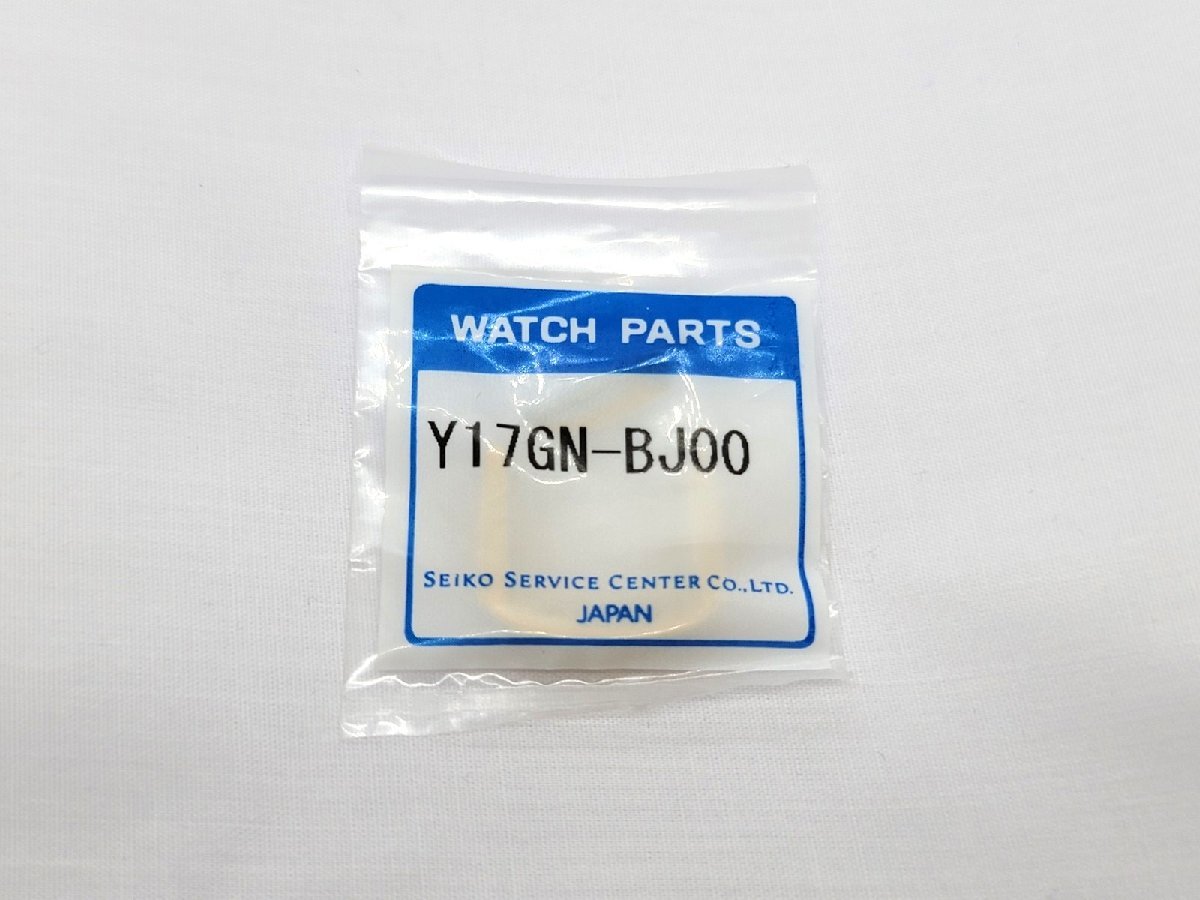 WATCH PARTS
Y17GN-BJ00
SEIKO SERVICE CENTER CO.,LTD.
JAPAN